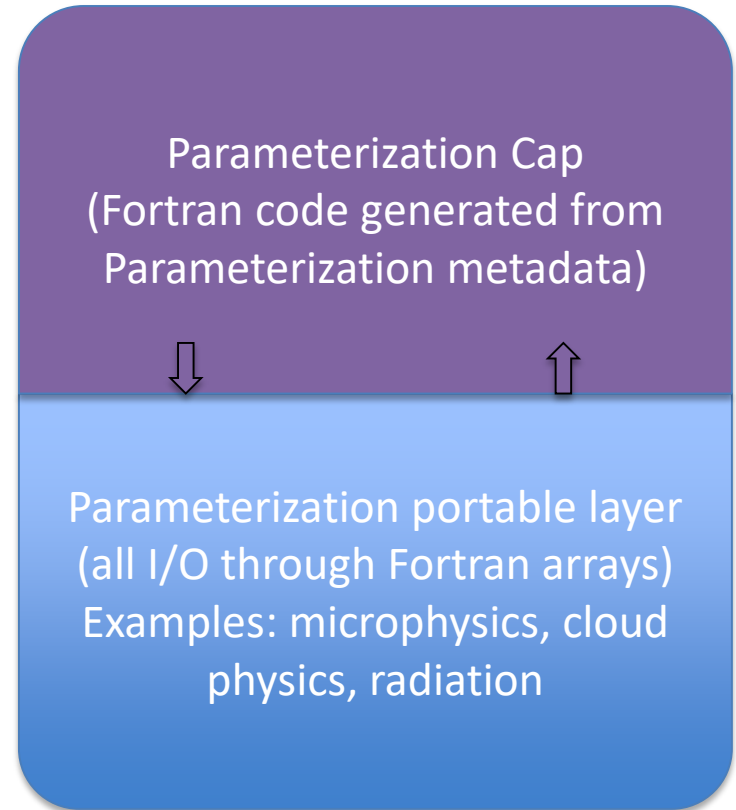 Parameterization Cap
(Fortran code generated from
Parameterization metadata)
Parameterization portable layer
(all I/O through Fortran arrays)
Examples: microphysics, cloud
physics, radiation